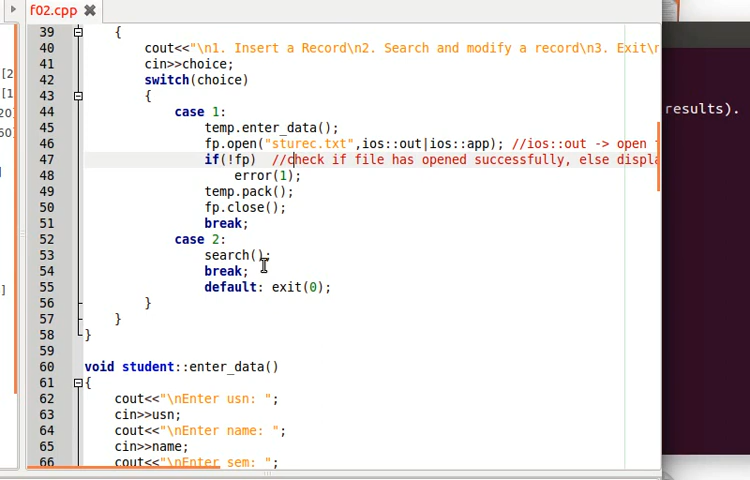 f02.cpp
39 {
40 cout<<"\n1. Insert a Record\n2. Search and modify a record\n3. Exit\n
41 cin>>choice;
42 switch(choice)
43 {
44 case 1:
45 temp.enter_data();
46 fp.open("sturec.txt",ios::out|ios::app); //ios::out -> open
47 if(!fp) //check if file has opened successfully, else displa
48 error(1);
49 temp.pack();
50 fp.close();
51 break;
52 case 2:
53 search();
54 break;
55 default: exit(0);
56 }
57 }
58 }
59
60 void student::enter_data()
61 {
62 cout<<"\nEnter usn: ";
63 cin>>usn;
64 cout<<"\nEnter name: ";
65 cin>>name;
66 cout<<"\nEnter sem: ";
[2
[1
20)
60)
]
]
results).